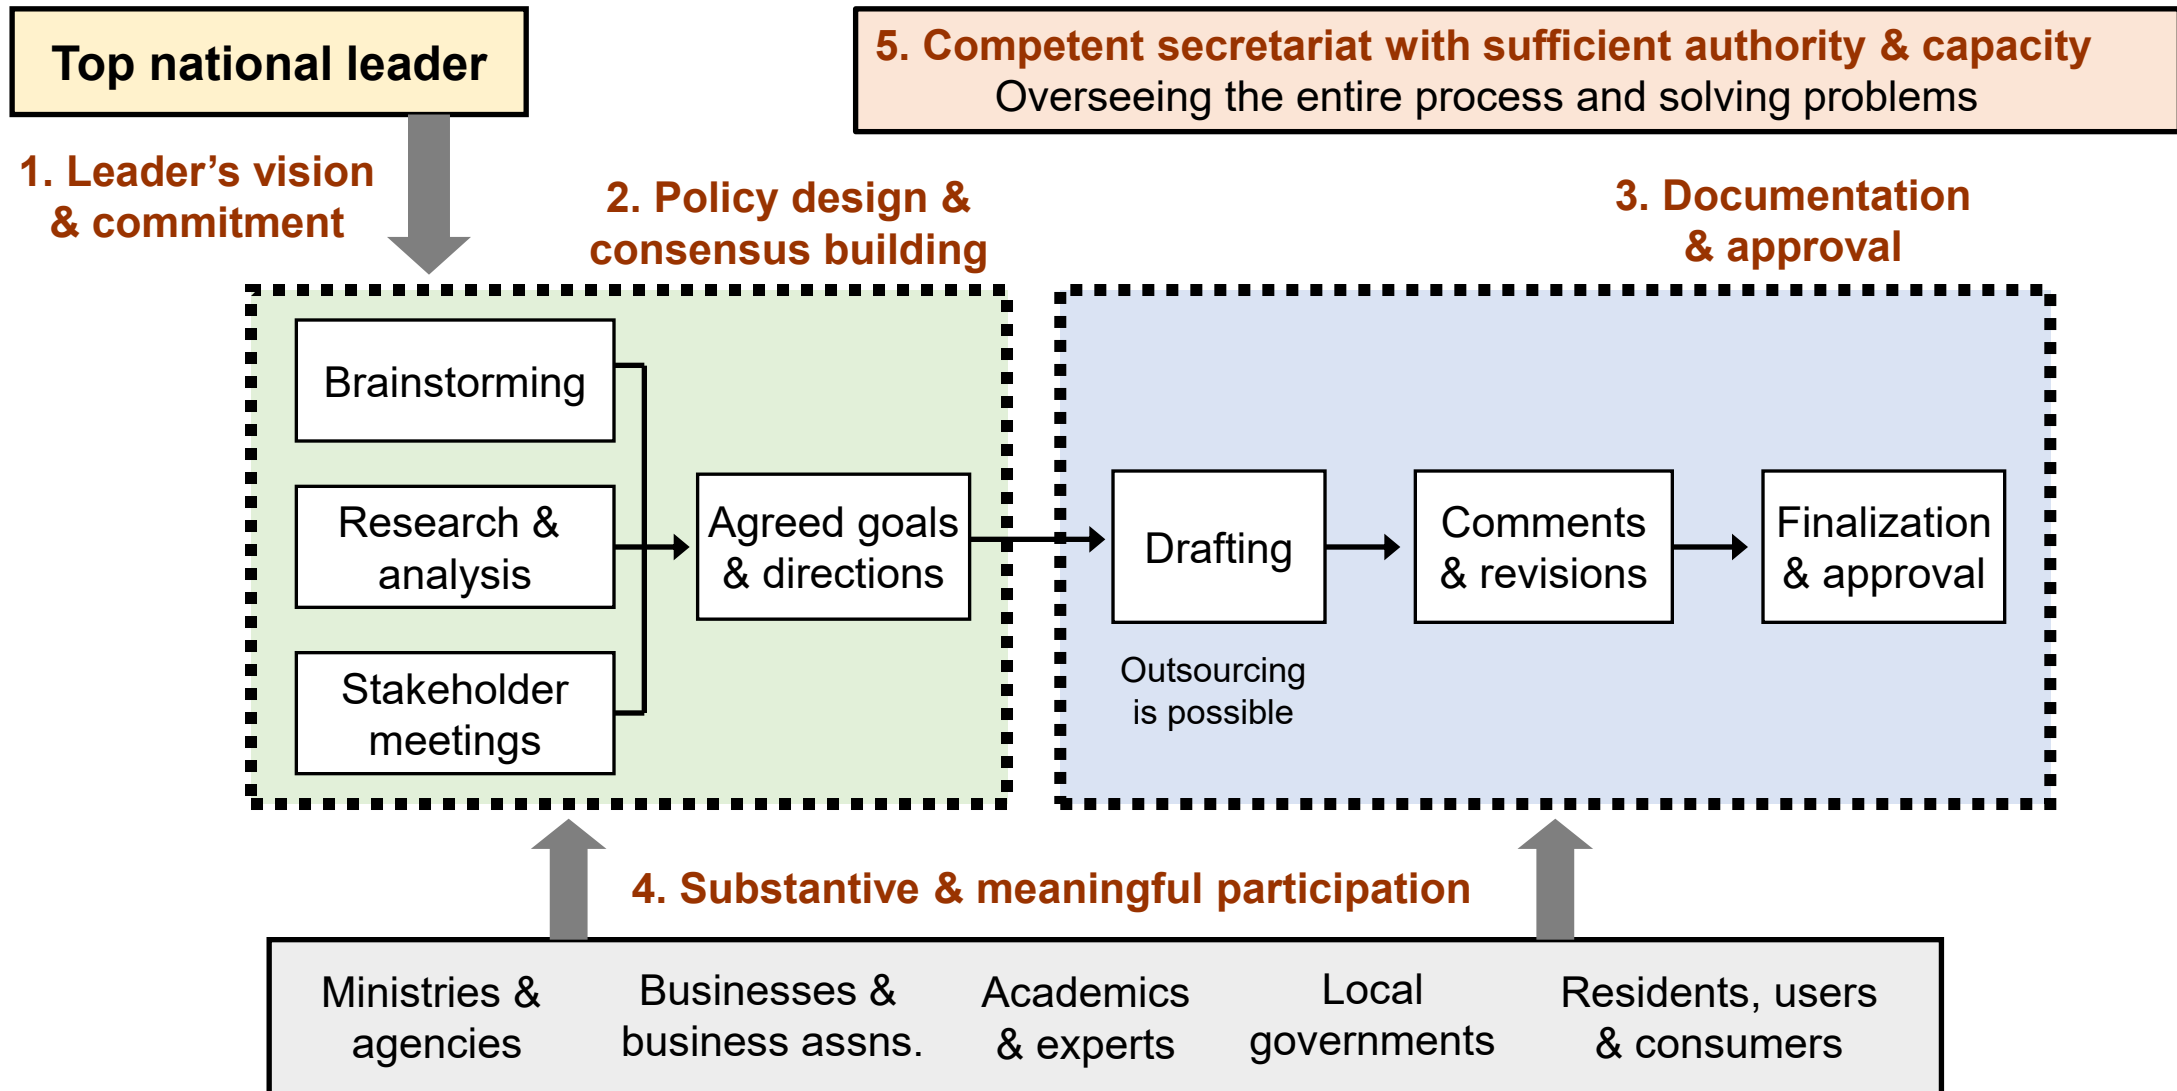 Top national leader
5. Competent secretariat with sufficient authority & capacity
Overseeing the entire process and solving problems
1. Leader’s vision
& commitment
2. Policy design &
consensus building
3. Documentation
& approval
Brainstorming
Research &
analysis
Stakeholder
meetings
Agreed goals
& directions
Drafting
Outsourcing
is possible
Comments
& revisions
Finalization
& approval
4. Substantive & meaningful participation
Ministries &
agencies
Businesses &
business assns.
Academics
& experts
Local
governments
Residents, users
& consumers